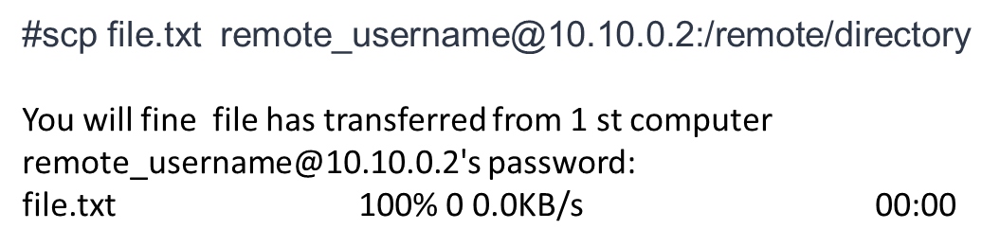 #scp file.txt  remote_username@10.10.0.2:/remote/directory
You will fine  file has transferred from 1 st computer
remote_username@10.10.0.2's password:
file.txt 100% 0 0.0KB/s 00:00